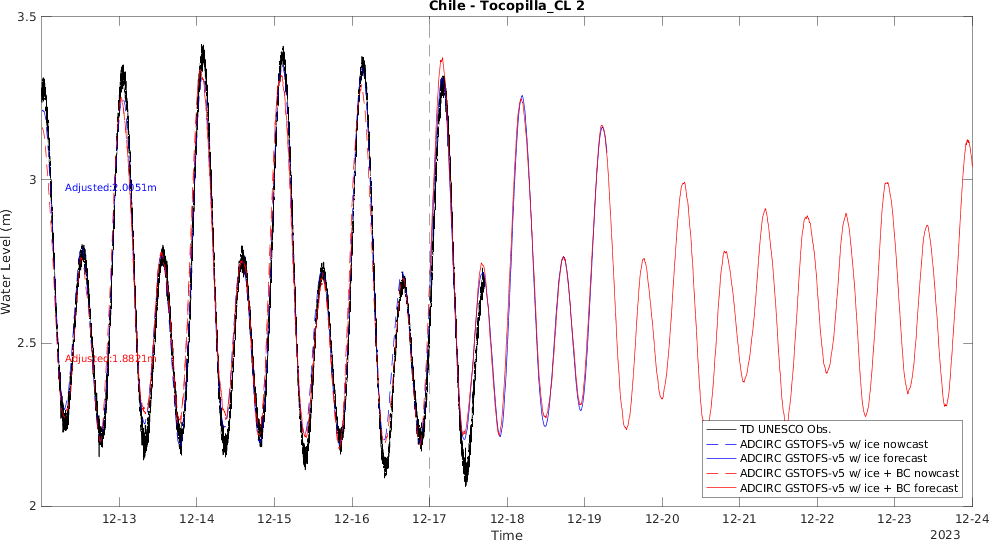 Chile - Tocopilla_CL 2
3.5
3
2.5
2
Water Level (m)
Adjusted:2.0051m
Adjusted:1.8821m
TD UNESCO Obs.
ADCIRC GSTOFS-v5 w/ ice nowcast
ADCIRC GSTOFS-v5 w/ ice forecast
ADCIRC GSTOFS-v5 w/ ice + BC nowcast
ADCIRC GSTOFS-v5 w/ ice + BC forecast
12-13 12-14 12-15 12-16 12-17 12-18 12-19 12-20 12-21 12-22 12-23 12-24
Time
2023